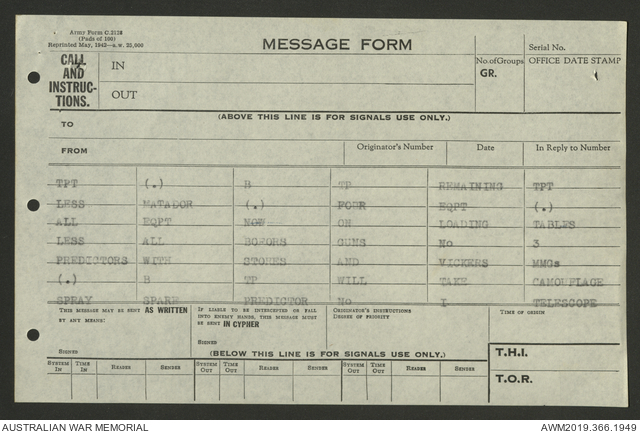 Army Form C.2128
(Pads of 100)
Reprinted May, 1942—s.w. 25,000
MESSAGE FORM
Serial No.
CALL AND INSTRUC-TIONS.
IN
OUT
No. of Groups
GR.
OFFICE DATE STAMP
(ABOVE THIS LINE IS FOR SIGNALS USE ONLY.)
TO
FROM
Originator's Number
Date
In Reply to Number
TPT (.) B TP REMAINING TPT
LESS MATADOR (.) FOUR EQPT (.)
ALL EQPT NOW ON LOADING TABLES
LESS ALL BOFORS GUNS No 3
PREDICTORS WITH STORES AND VICKERS MMGs
(.) B TP WILL TAKE CAMOUFLAGE
SPRAY SPARE PREDICTOR No I TELESCOPE
THIS MESSAGE MAY BE SENT AS WRITTEN
BY ANY MEANS:
SIGNED
IF LIABLE TO BE INTERCEPTED OR FALL
INTO ENEMY HANDS, THIS MESSAGE MUST
BE SENT IN CYPHER
SIGNED
ORIGINATOR'S INSTRUCTIONS
DEGREE OF PRIORITY
TIME OF ORIGIN
(BELOW THIS LINE IS FOR SIGNALS USE ONLY.)
T.H.I.
T.O.R.
SYSTEM IN TIME IN READER SENDER SYSTEM OUT TIME OUT READER SENDER SYSTEM OUT TIME OUT READER SENDER
AUSTRALIAN WAR MEMORIAL
AWM2019.366.1949